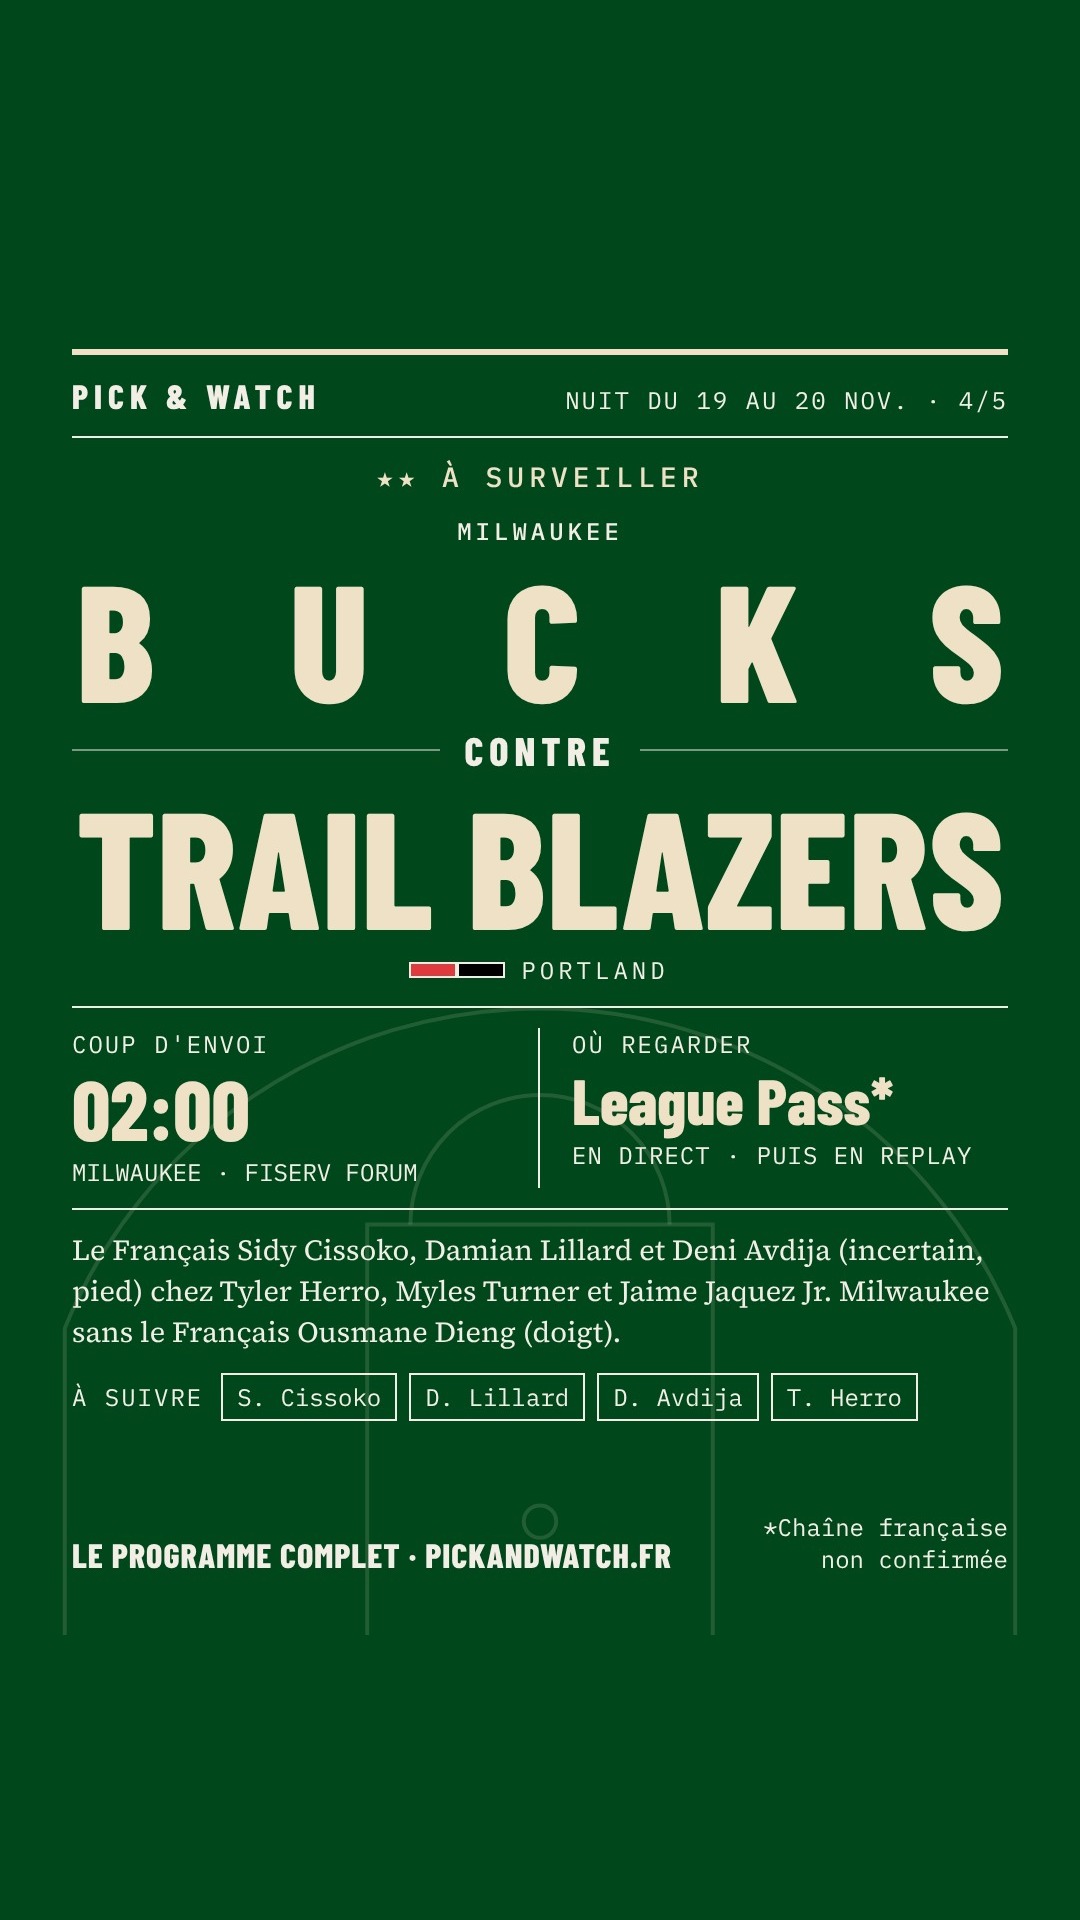 PICK & WATCH
NUIT DU 19 AU 20 NOV. · 4/5
★★ À SURVEILLER
MILWAUKEE
BUCKS
CONTRE
TRAIL BLAZERS
PORTLAND
COUP D'ENVOI
02:00
MILWAUKEE · FISERV FORUM
OÙ REGARDER
League Pass*
EN DIRECT · PUIS EN REPLAY
Le Français Sidy Cissoko, Damian Lillard et Deni Avdija (incertain,
pied) chez Tyler Herro, Myles Turner et Jaime Jaquez Jr. Milwaukee
sans le Français Ousmane Dieng (doigt).
À SUIVRE S. Cissoko D. Lillard D. Avdija T. Herro
LE PROGRAMME COMPLET · PICKANDWATCH.FR
*Chaîne française
non confirmée